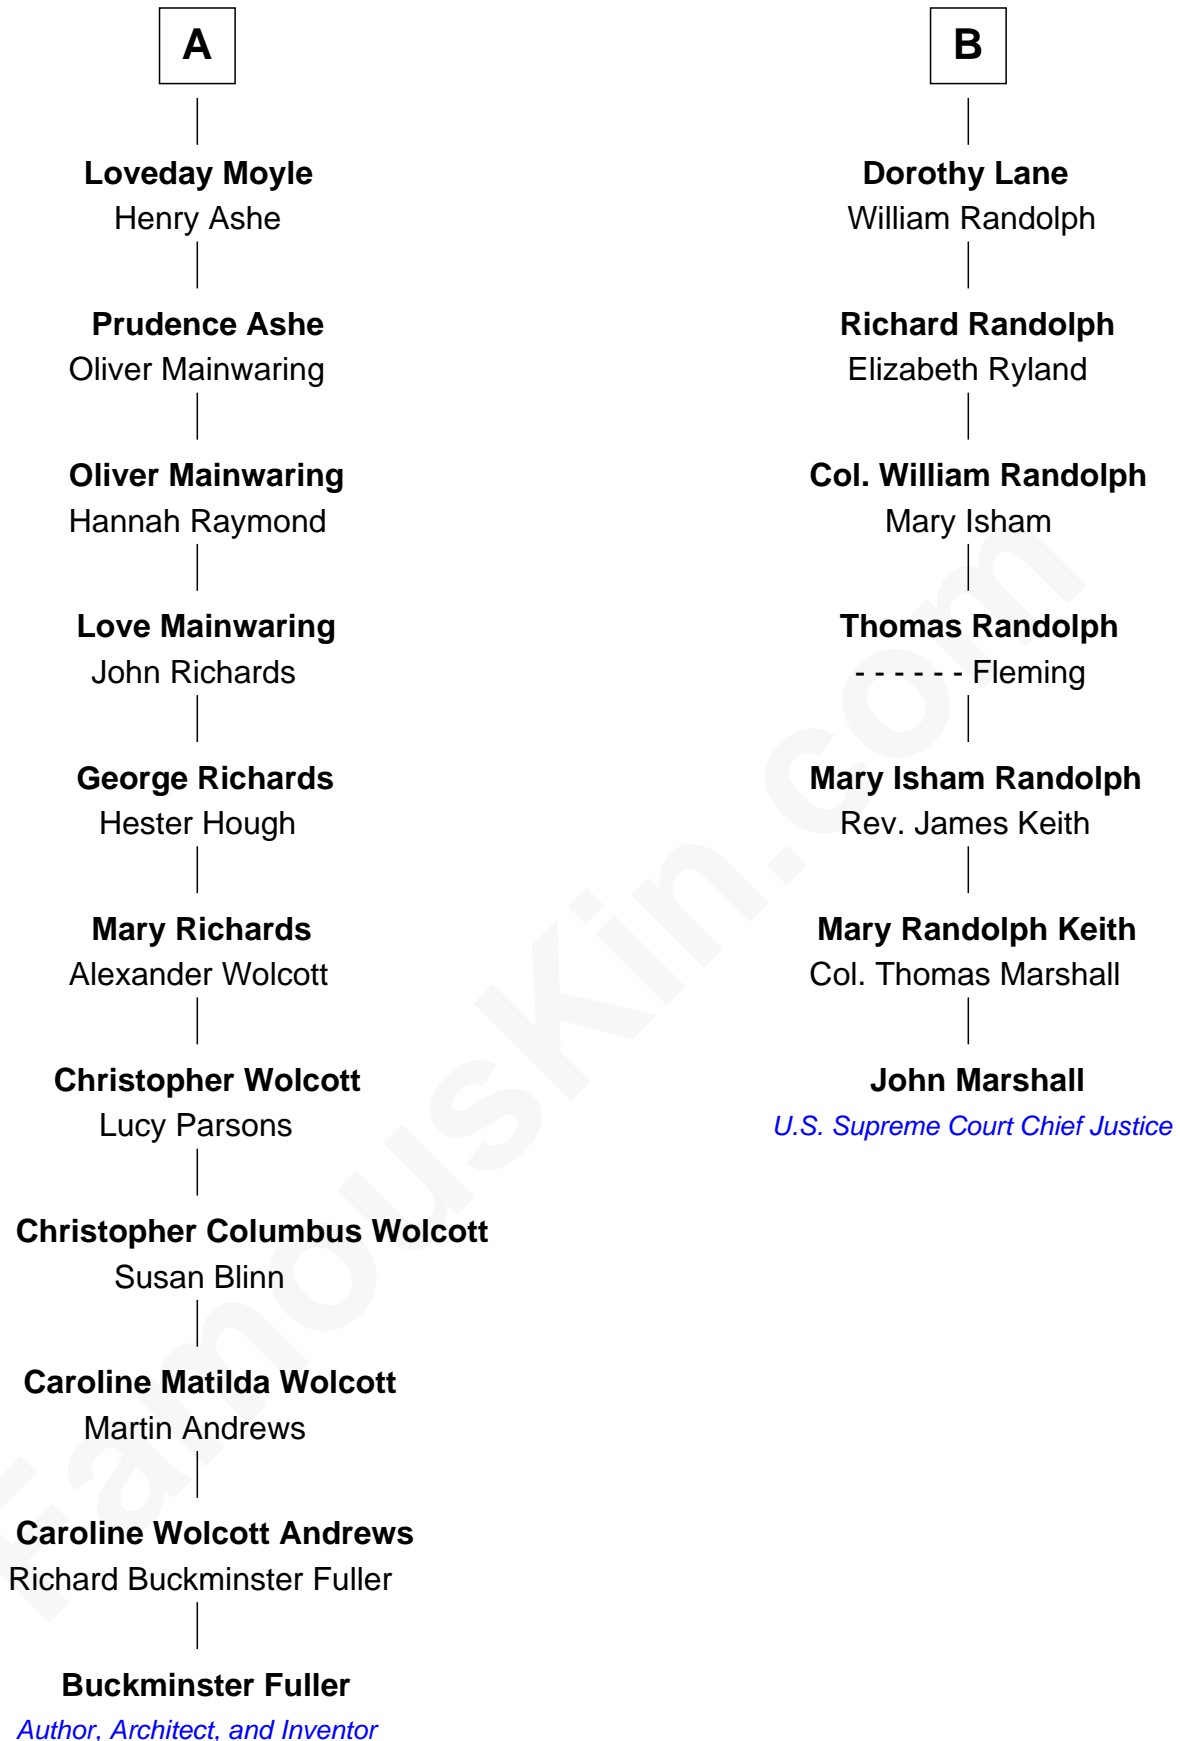 A
Loveday Moyle
Henry Ashe
Prudence Ashe
Oliver Mainwaring
Oliver Mainwaring
Hannah Raymond
Love Mainwaring
John Richards
George Richards
Hester Hough
Mary Richards
Alexander Wolcott
Christopher Wolcott
Lucy Parsons
Christopher Columbus Wolcott
Susan Blinn
Caroline Matilda Wolcott
Martin Andrews
Caroline Wolcott Andrews
Richard Buckminster Fuller
Buckminster Fuller
Author, Architect, and Inventor
B
Dorothy Lane
William Randolph
Richard Randolph
Elizabeth Ryland
Col. William Randolph
Mary Isham
Thomas Randolph
- - - - - - Fleming
Mary Isham Randolph
Rev. James Keith
Mary Randolph Keith
Col. Thomas Marshall
John Marshall
U.S. Supreme Court Chief Justice
FamousKin.com